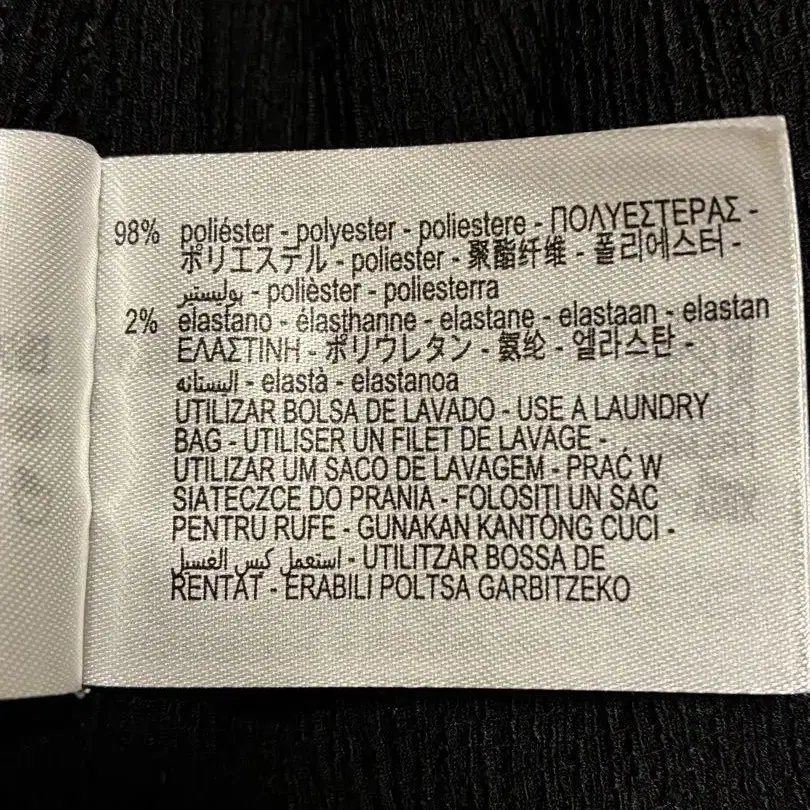 98% poliéster - polyester - poliestere - ΠΟΛΥΕΣΤΕΡΑΣ -
ポリエステル - poliester - 聚酯纤维 - 폴리에스터 -
بوليستير - polièster - poliesterra
2% elastano - élasthanne - elastane - elastaan - elastan
ΕΛΑΣΤΙΝΗ - ポリウレタン - 氨纶 - 엘라스탄 -
اليستانه - elastà - elastanoa
UTILIZAR BOLSA DE LAVADO - USE A LAUNDRY
BAG - UTILISER UN FILET DE LAVAGE -
UTILIZAR UM SACO DE LAVAGEM - PRAĆ W
SIATECZCE DO PRANIA - FOLOSITI UN SAC
PENTRU RUFE - GUNAKAN KANTONG CUCI -
استعمل كيس الغسيل - UTILITZAR BOSSA DE
RENTAT - ERABILI POLTSA GARBITZEKO